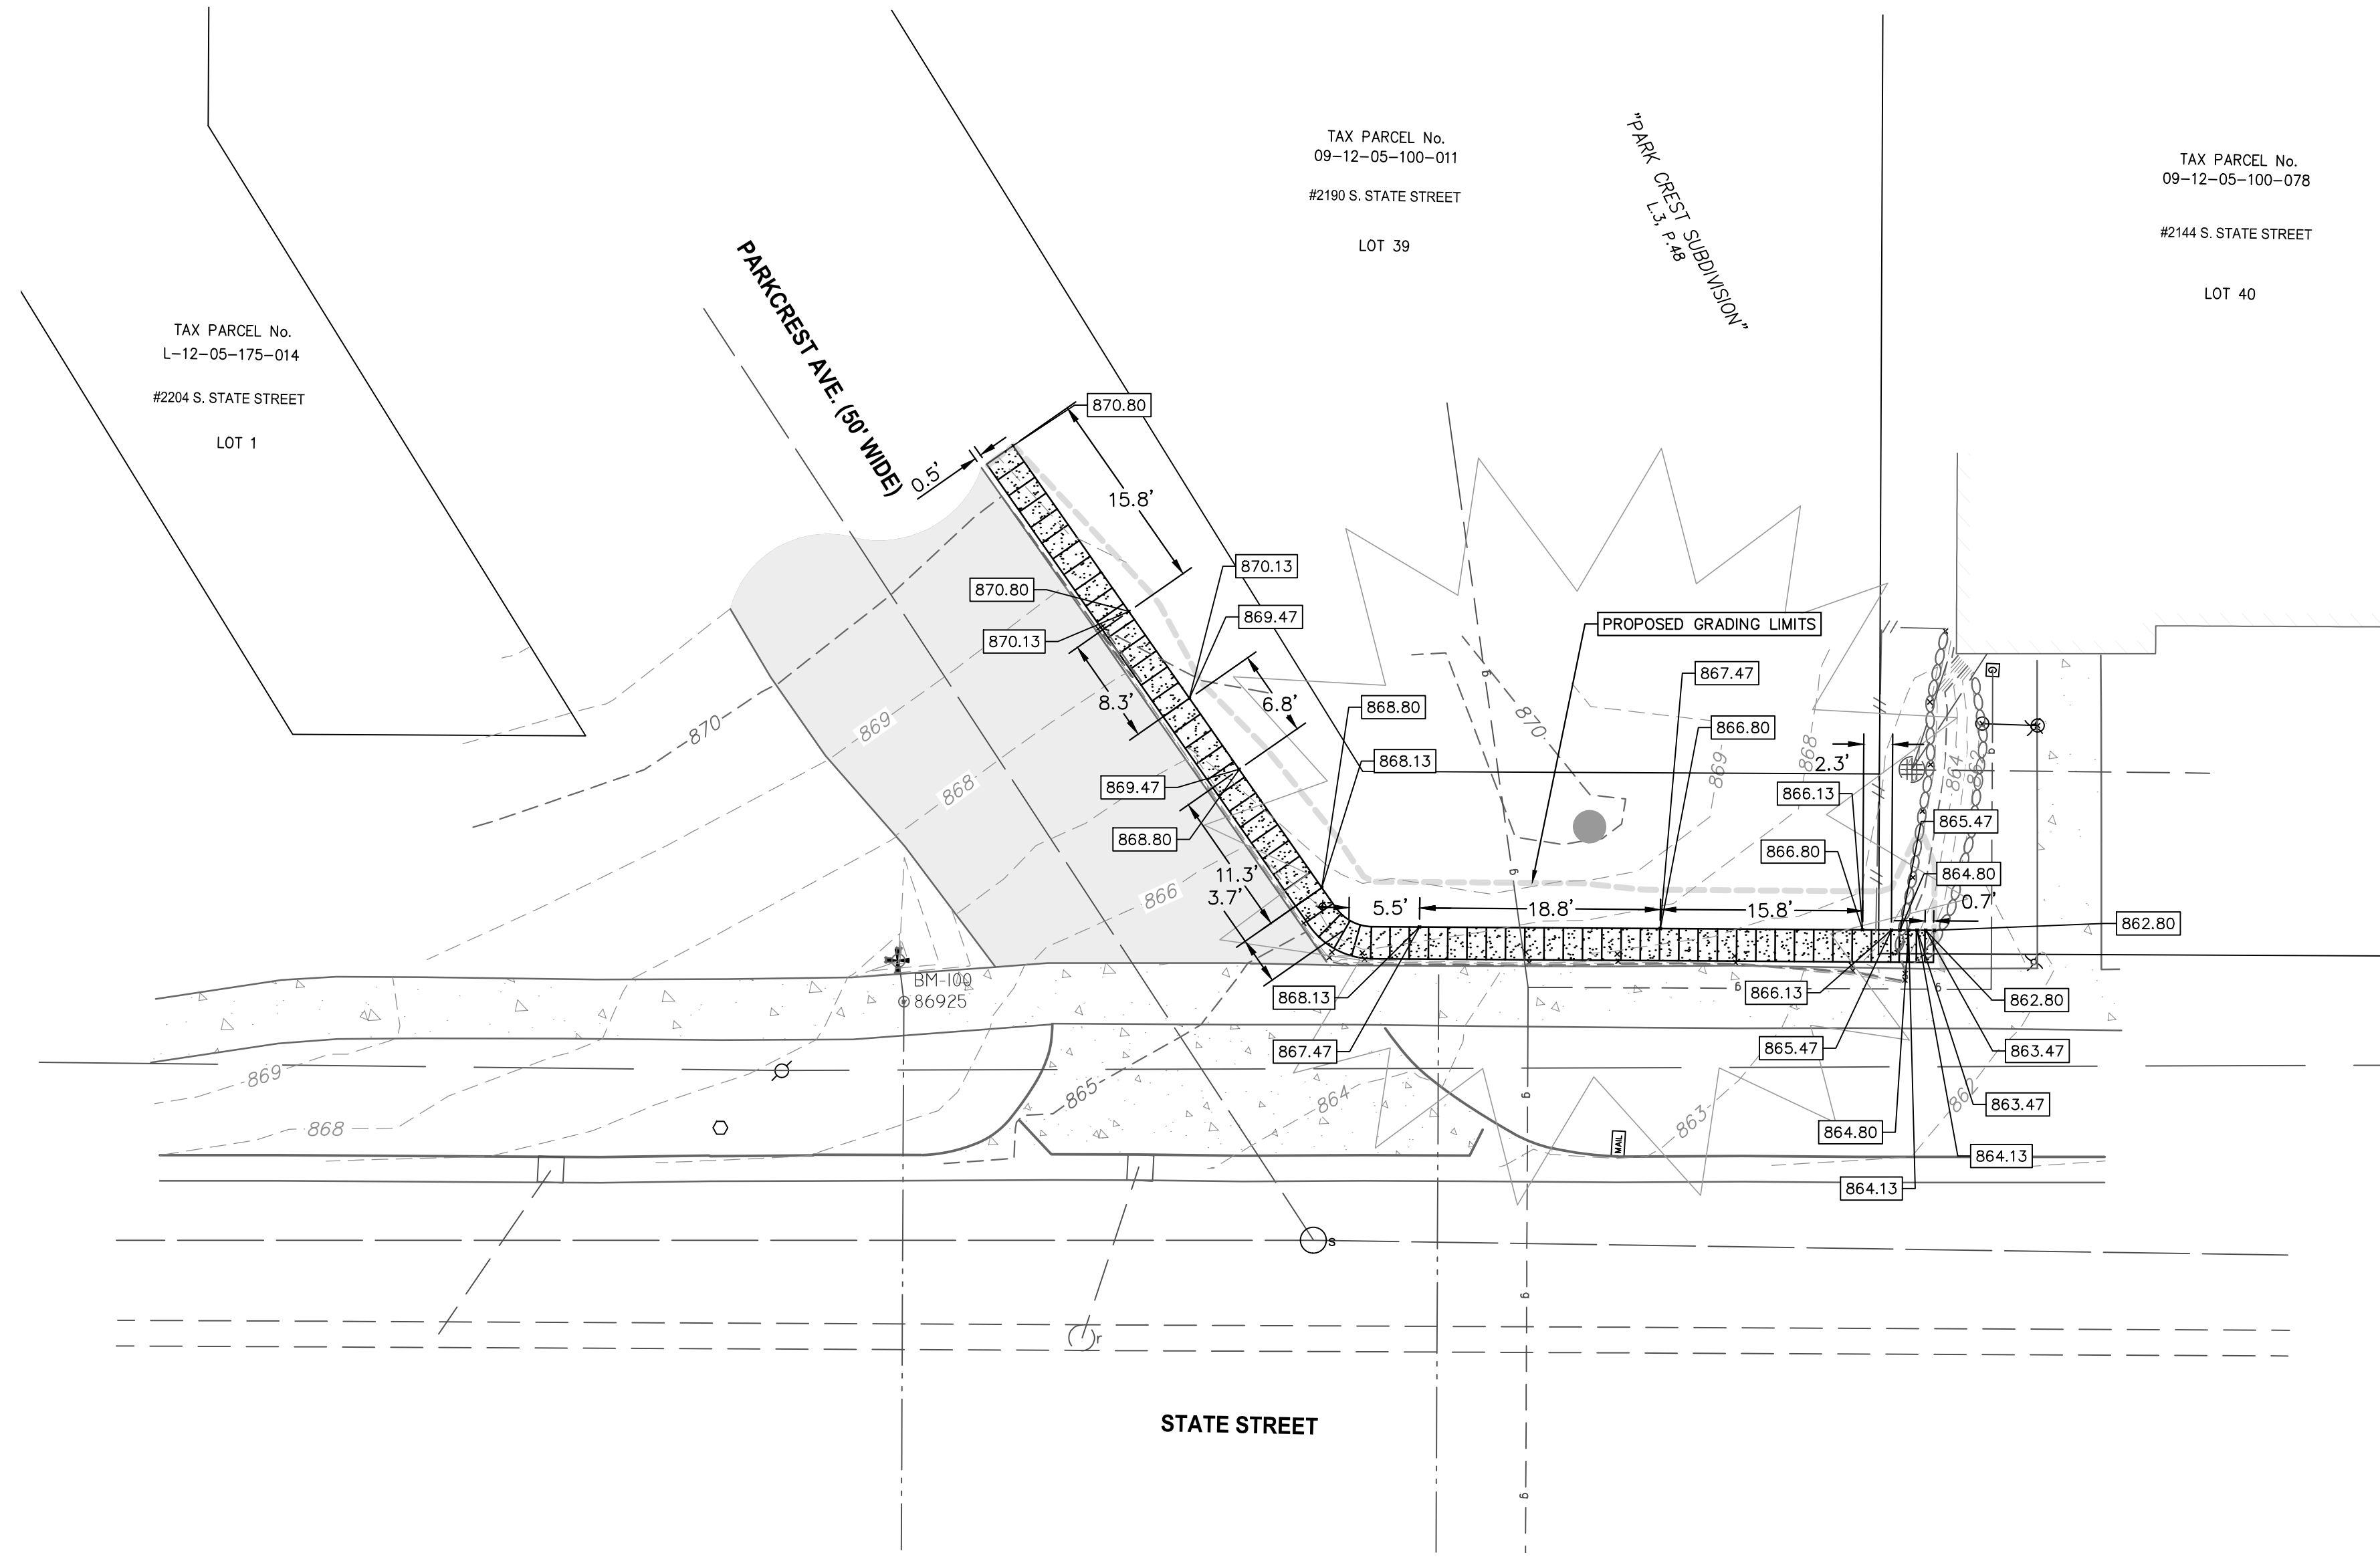 TAX PARCEL No.
09-12-05-100-011
#2190 S. STATE STREET
LOT 39
"PARK CREST SUBDIVISION"
L.3, P.48
TAX PARCEL No.
09-12-05-100-078
#2144 S. STATE STREET
LOT 40
TAX PARCEL No.
L-12-05-175-014
#2204 S. STATE STREET
LOT 1
PARKCREST AVE. (50' WIDE)
0.5'
870.80
15.8'
870.13
870.80
869.47
870.13
PROPOSED GRADING LIMITS
G
8.3'
6.8'
868.80
867.47
866.80
868.13
869.47
868.80
870
869
868
870
869
868
864
862
2.3'
866.13
865.47
866.80
864.80
11.3'
3.7'
866
5.5'
18.8'
15.8'
0.7'
862.80
g
g
g
g
BM-100
86925
868.13
867.47
866.13
865.47
862.80
863.47
863.47
864.80
864.13
864.13
869
868
865
864
863
862
MAIL
g
g
g
s
r
g
STATE STREET